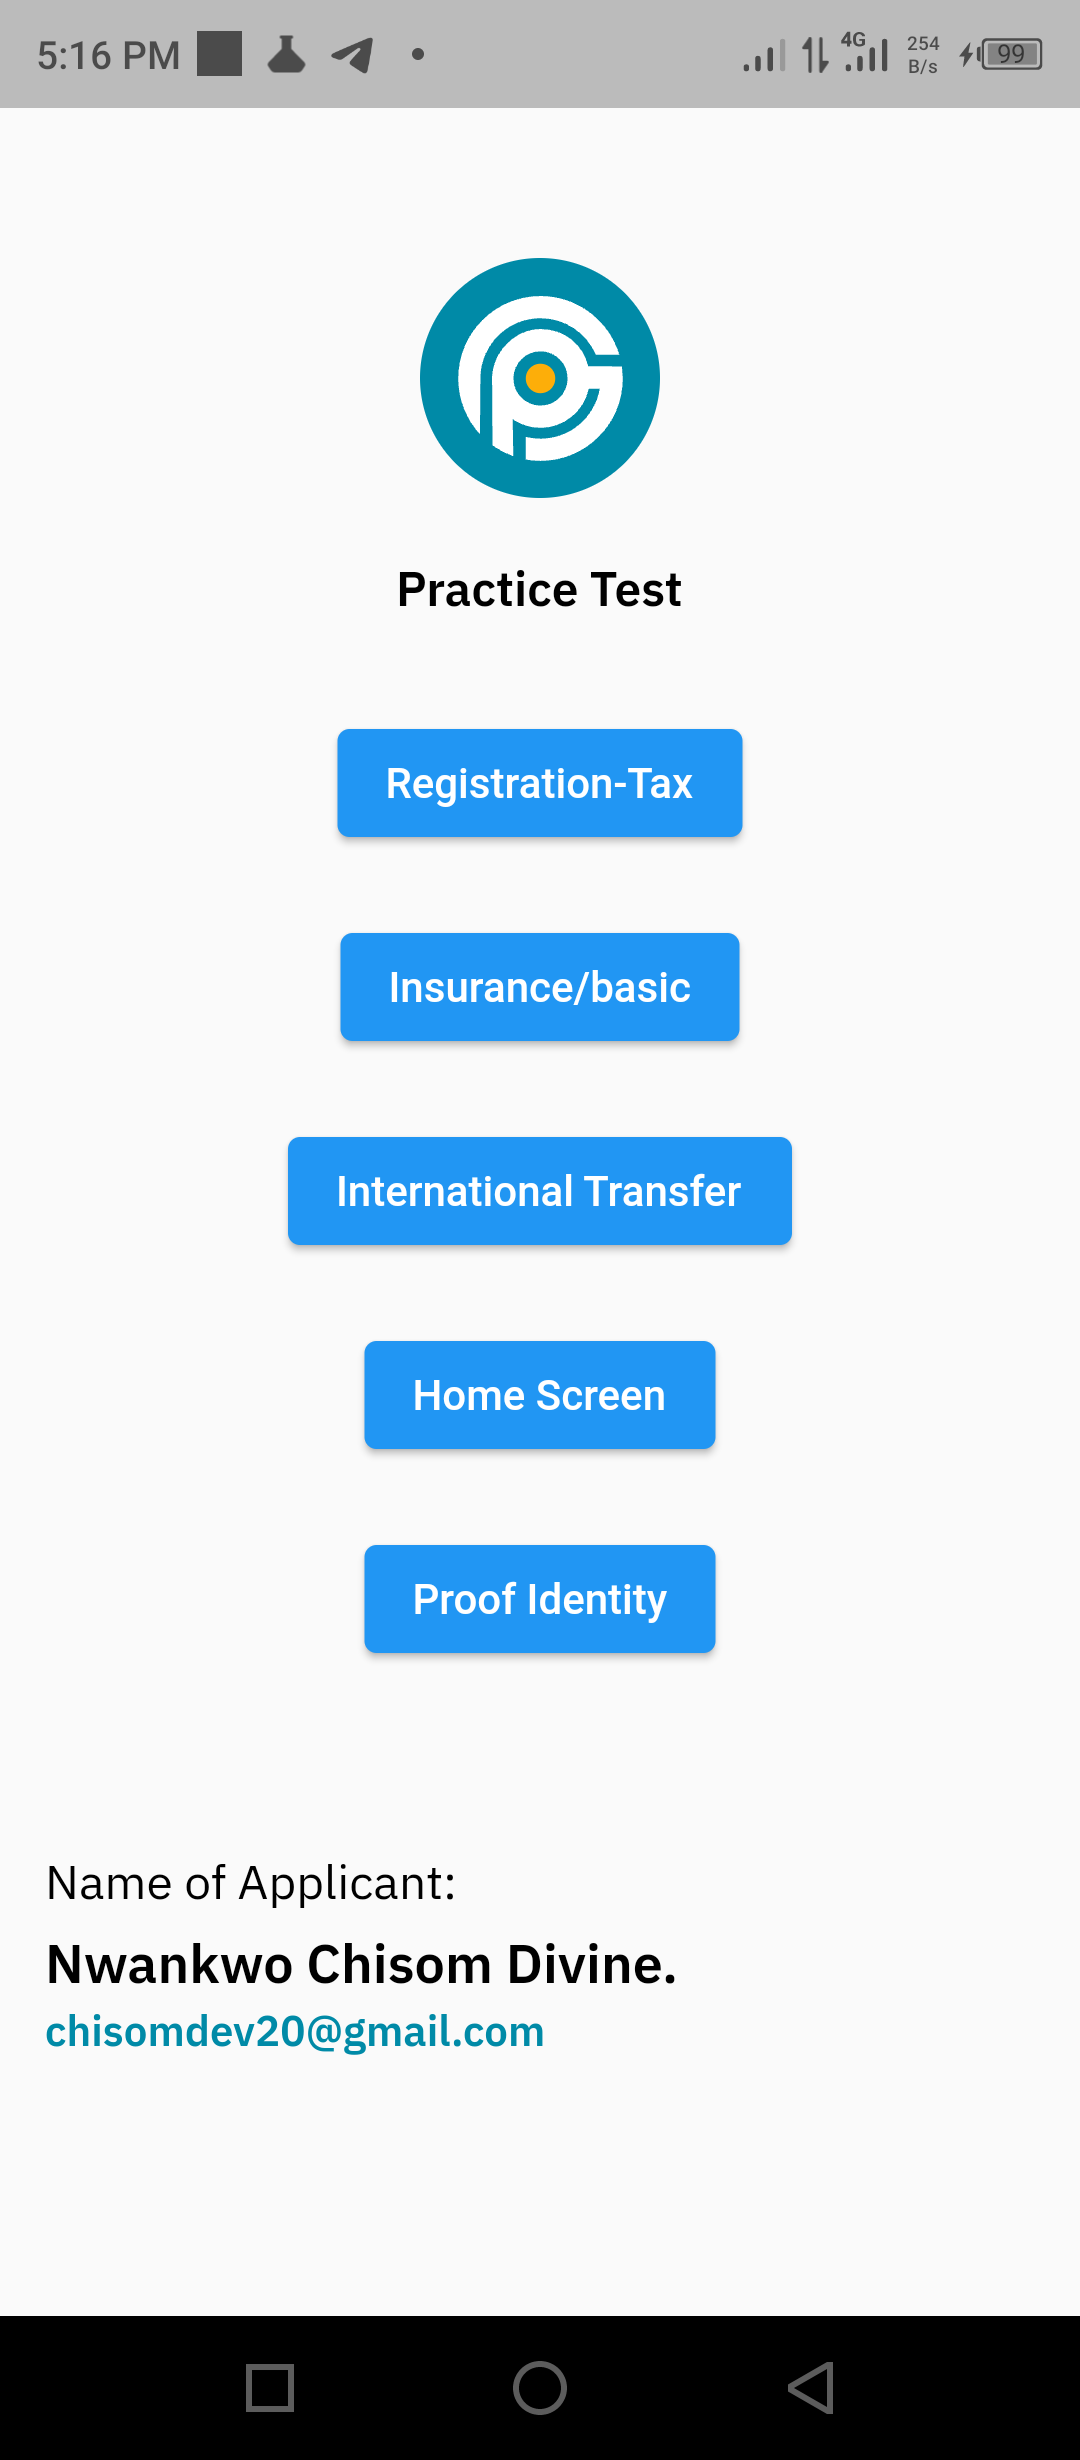 5:16 PM 4G 254 B/s 99
Practice Test
Registration-Tax
Insurance/basic
International Transfer
Home Screen
Proof Identity
Name of Applicant:
Nwankwo Chisom Divine.
chisomdev20@gmail.com